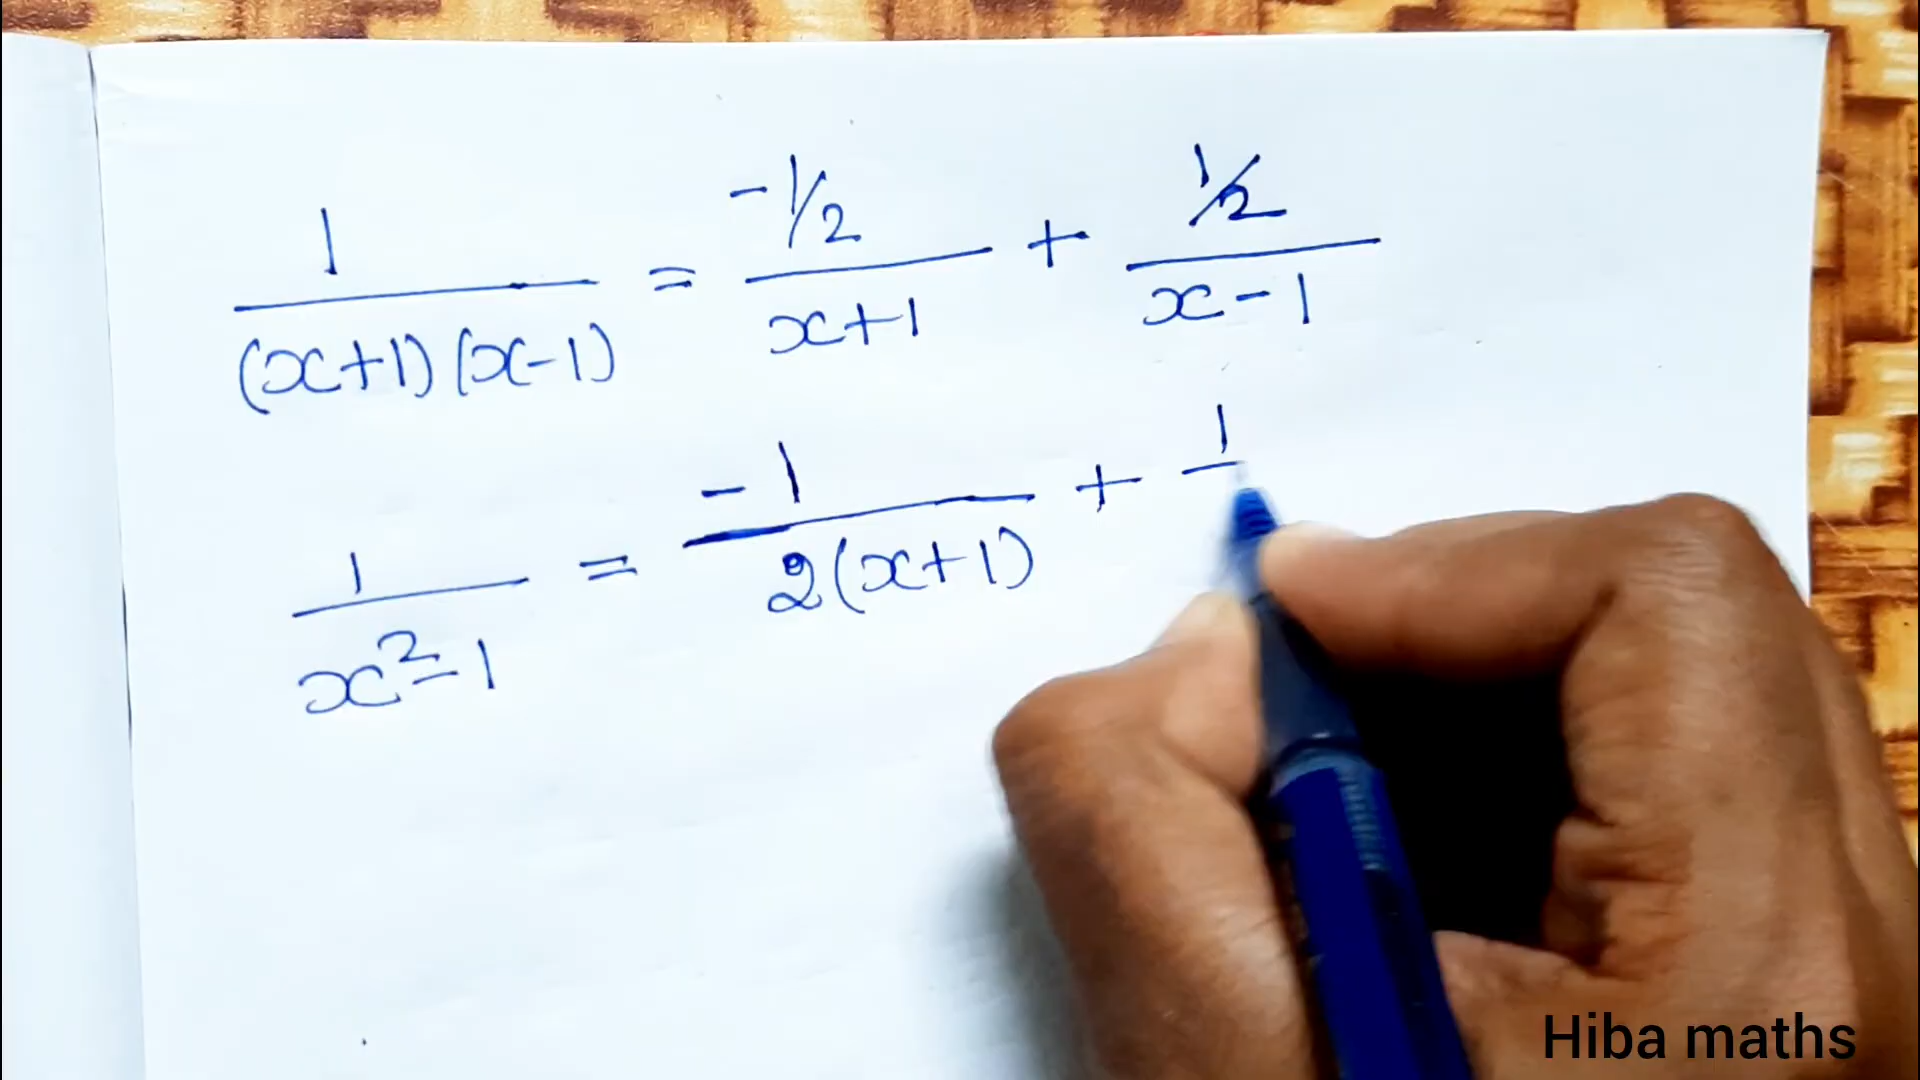 1/((x+1)(x-1)) = (-1/2)/(x+1) + (1/2)/(x-1)
1/(x²-1) = -1/(2(x+1)) + 1/
Hiba maths